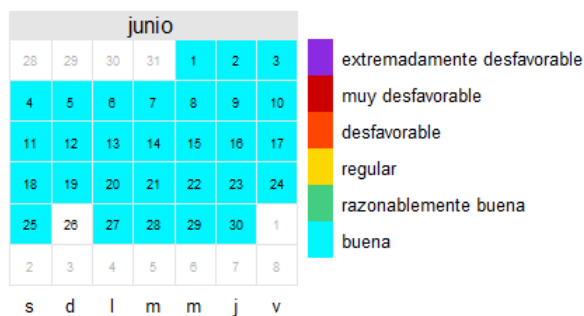 junio
28 29 30 31 1 2 3
4 5 6 7 8 9 10
11 12 13 14 15 16 17
18 19 20 21 22 23 24
25 26 27 28 29 30 1
2 3 4 5 6 7 8
s d l m m j v
extremadamente desfavorable
muy desfavorable
desfavorable
regular
razonablemente buena
buena